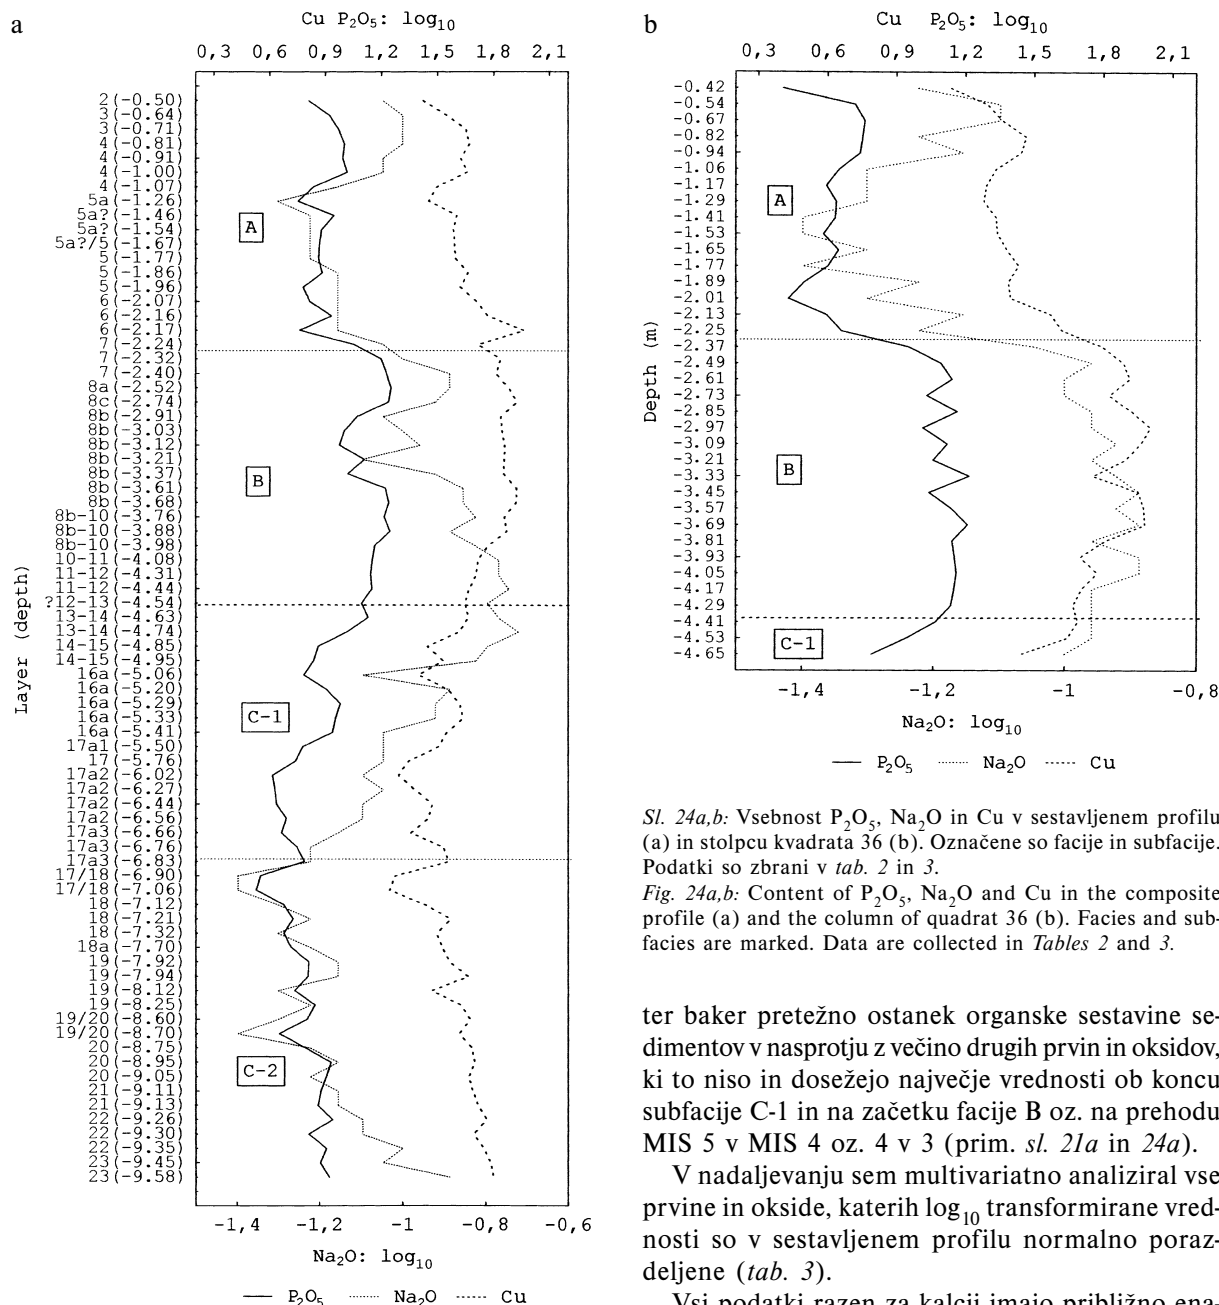 a
Cu P₂O₅: log₁₀
0,3 0,6 0,9 1,2 1,5 1,8 2,1
Layer (depth)
2(-0.50)
3(-0.64)
3(-0.71)
4(-0.81)
4(-0.91)
4(-1.00)
4(-1.07)
5a(-1.26)
5a?(-1.46)
5a?(-1.54)
5a?/5(-1.67)
5(-1.77)
5(-1.86)
5(-1.96)
6(-2.07)
6(-2.16)
6(-2.17)
7(-2.24)
7(-2.32)
7(-2.40)
8a(-2.52)
8c(-2.74)
8b(-2.91)
8b(-3.03)
8b(-3.12)
8b(-3.21)
8b(-3.37)
8b(-3.61)
8b(-3.68)
8b-10(-3.76)
8b-10(-3.88)
8b-10(-3.98)
10-11(-4.08)
11-12(-4.31)
11-12(-4.44)
?12-13(-4.54)
13-14(-4.63)
13-14(-4.74)
14-15(-4.85)
14-15(-4.95)
16a(-5.06)
16a(-5.20)
16a(-5.29)
16a(-5.33)
16a(-5.41)
17a1(-5.50)
17(-5.76)
17a2(-6.02)
17a2(-6.27)
17a2(-6.44)
17a2(-6.56)
17a3(-6.66)
17a3(-6.76)
17a3(-6.83)
17/18(-6.90)
17/18(-7.06)
18(-7.12)
18(-7.21)
18(-7.32)
18a(-7.70)
19(-7.92)
19(-7.94)
19(-8.12)
19(-8.25)
19/20(-8.60)
19/20(-8.70)
20(-8.75)
20(-8.95)
20(-9.05)
21(-9.11)
21(-9.13)
22(-9.26)
22(-9.30)
22(-9.35)
23(-9.45)
23(-9.58)
A
B
C-1
C-2
-1,4 -1,2 -1 -0,8 -0,6
Na₂O: log₁₀
P₂O₅ Na₂O Cu
b
Cu P₂O₅: log₁₀
0,3 0,6 0,9 1,2 1,5 1,8 2,1
Depth (m)
-0.42
-0.54
-0.67
-0.82
-0.94
-1.06
-1.17
-1.29
-1.41
-1.53
-1.65
-1.77
-1.89
-2.01
-2.13
-2.25
-2.37
-2.49
-2.61
-2.73
-2.85
-2.97
-3.09
-3.21
-3.33
-3.45
-3.57
-3.69
-3.81
-3.93
-4.05
-4.17
-4.29
-4.41
-4.53
-4.65
A
B
C-1
-1,4 -1,2 -1 -0,8
Na₂O: log₁₀
P₂O₅ Na₂O Cu
Sl. 24a,b: Vsebnost P₂O₅, Na₂O in Cu v sestavljenem profilu
(a) in stolpcu kvadrata 36 (b). Označene so facije in subfacije.
Podatki so zbrani v tab. 2 in 3.
Fig. 24a,b: Content of P₂O₅, Na₂O and Cu in the composite
profile (a) and the column of quadrat 36 (b). Facies and sub-
facies are marked. Data are collected in Tables 2 and 3.
ter baker pretežno ostanek organske sestavine se-
dimentov v nasprotju z večino drugih prvin in oksidov,
ki to niso in dosežejo največje vrednosti ob koncu
subfacije C-1 in na začetku facije B oz. na prehodu
MIS 5 v MIS 4 oz. 4 v 3 (prim. sl. 21a in 24a).
V nadaljevanju sem multivariatno analiziral vse
prvine in okside, katerih log₁₀ transformirane vred-
nosti so v sestavljenem profilu normalno poraz-
deljene (tab. 3).
Vsi podatki razen za kalcij imajo približno ena-